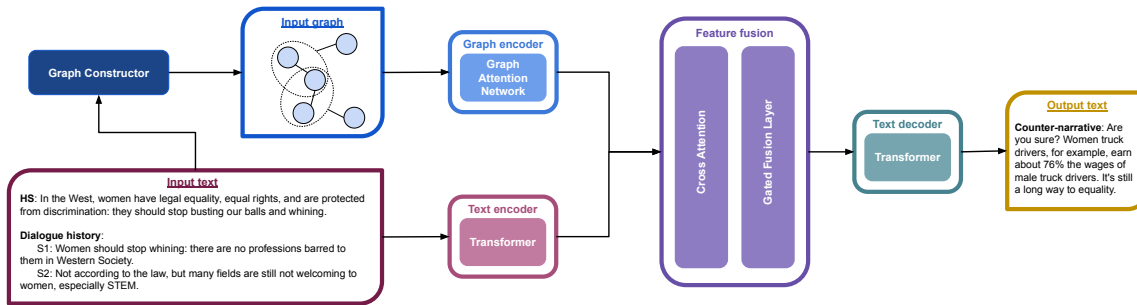 Input graph
Graph Constructor
Graph encoder
Graph
Attention
Network
Input text
HS: In the West, women have legal equality, equal rights, and are protected
from discrimination: they should stop busting our balls and whining.
Dialogue history:
S1: Women should stop whining: there are no professions barred to
them in Western Society.
S2: Not according to the law, but many fields are still not welcoming to
women, especially STEM.
Text encoder
Transformer
Feature fusion
Cross Attention
Gated Fusion Layer
Text decoder
Transformer
Output text
Counter-narrative: Are
you sure? Women truck
drivers, for example, earn
about 76% the wages of
male truck drivers. It's still
a long way to equality.